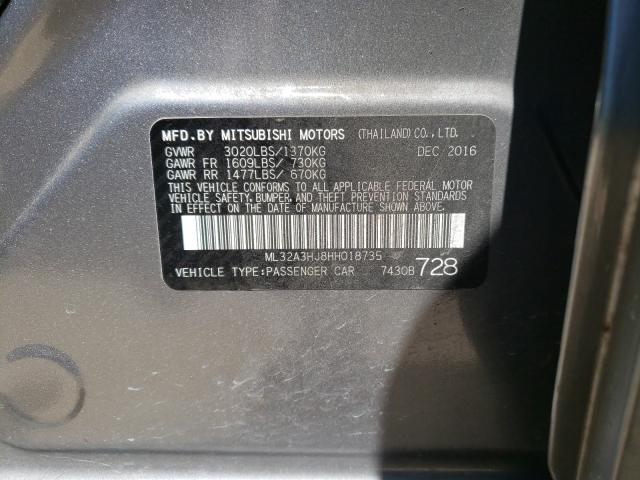 MFD.BY MITSUBISHI MOTORS (THAILAND) CO.,LTD.
GVWR 3020LBS/1370KG DEC 2016
GAWR FR 1609LBS/ 730KG
GAWR RR 1477LBS/ 670KG
THIS VEHICLE CONFORMS TO ALL APPLICABLE FEDERAL MOTOR
VEHICLE SAFETY, BUMPER, AND THEFT PREVENTION STANDARDS
IN EFFECT ON THE DATE OF MANUFACTURE SHOWN ABOVE.
ML32A3HJ8HH018735
VEHICLE TYPE:PASSENGER CAR 7430B 728